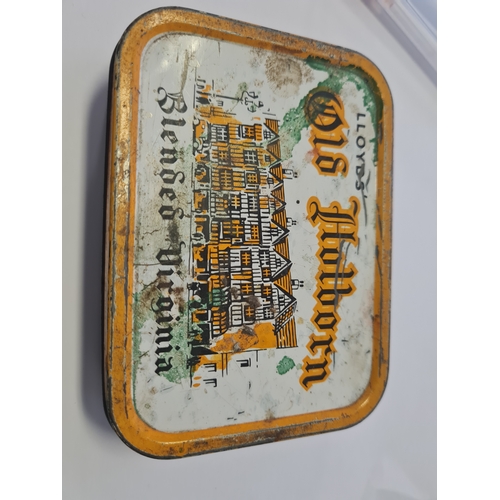 LLOYDS'
Old Holborn
Blended Virginia